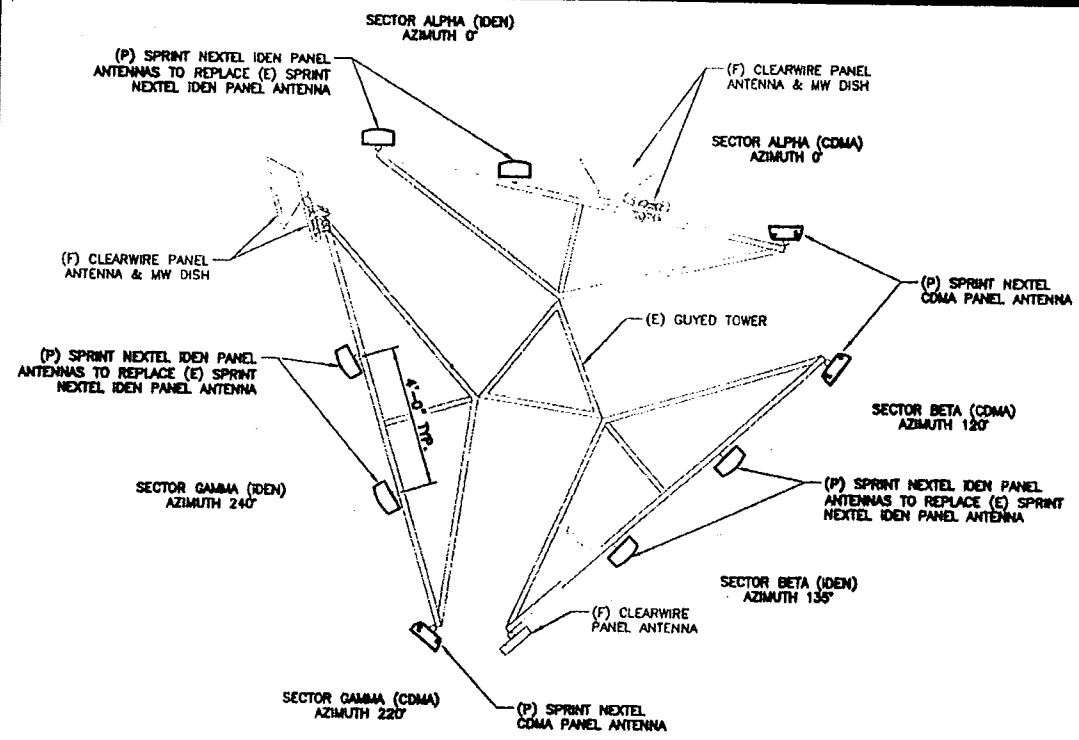 SECTOR ALPHA (IDEN)
AZIMUTH 0°
(P) SPRINT NEXTEL IDEN PANEL
ANTENNAS TO REPLACE (E) SPRINT
NEXTEL IDEN PANEL ANTENNA
(F) CLEARWIRE PANEL
ANTENNA & MW DISH
SECTOR ALPHA (CDMA)
AZIMUTH 0°
(F) CLEARWIRE PANEL
ANTENNA & MW DISH
(P) SPRINT NEXTEL
CDMA PANEL ANTENNA
(E) GUYED TOWER
(P) SPRINT NEXTEL IDEN PANEL
ANTENNAS TO REPLACE (E) SPRINT
NEXTEL IDEN PANEL ANTENNA
4'-0" TYP.
SECTOR BETA (CDMA)
AZIMUTH 120°
SECTOR GAMMA (IDEN)
AZIMUTH 240°
(P) SPRINT NEXTEL IDEN PANEL
ANTENNAS TO REPLACE (E) SPRINT
NEXTEL IDEN PANEL ANTENNA
SECTOR BETA (IDEN)
AZIMUTH 135°
(F) CLEARWIRE
PANEL ANTENNA
SECTOR GAMMA (CDMA)
AZIMUTH 220°
(P) SPRINT NEXTEL
CDMA PANEL ANTENNA